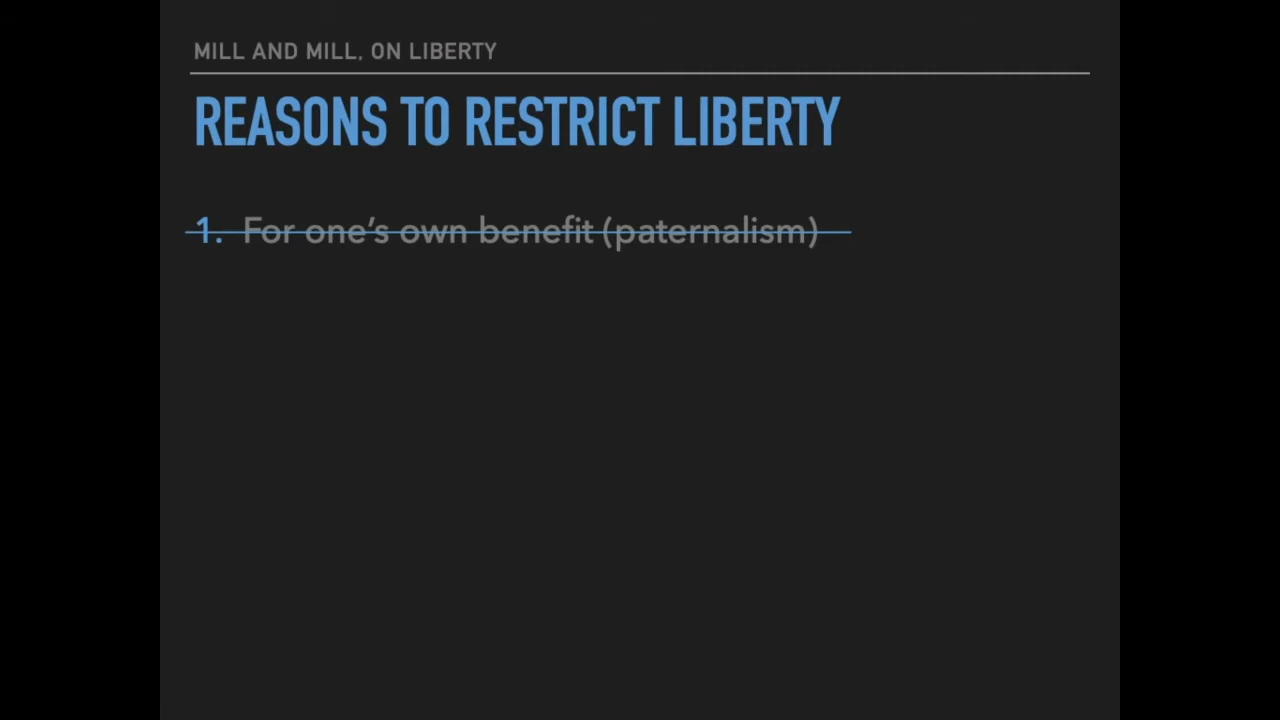 MILL AND MILL, ON LIBERTY
REASONS TO RESTRICT LIBERTY
1. For one’s own benefit (paternalism)